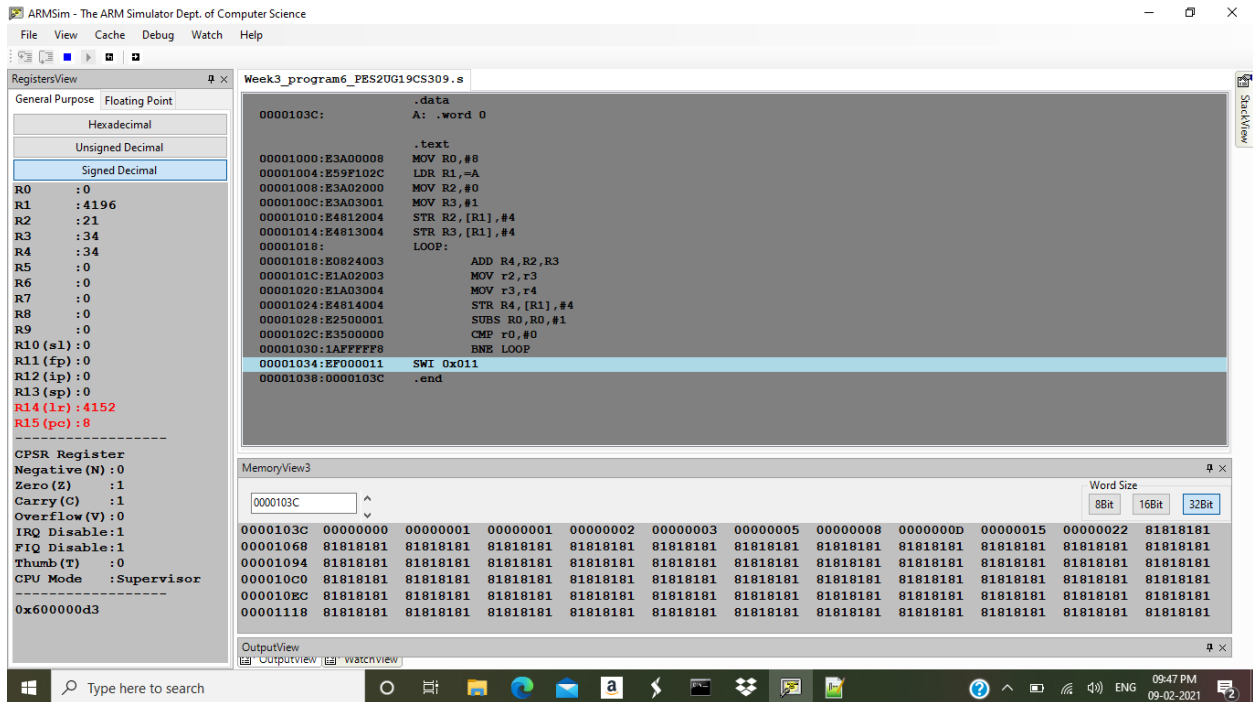 ARMSim - The ARM Simulator Dept. of Computer Science
File View Cache Debug Watch Help
RegistersView
General Purpose Floating Point
Hexadecimal
Unsigned Decimal
Signed Decimal
R0 :0
R1 :4196
R2 :21
R3 :34
R4 :34
R5 :0
R6 :0
R7 :0
R8 :0
R9 :0
R10(sl):0
R11(fp):0
R12(ip):0
R13(sp):0
R14(lr):4152
R15(pc):8
------------------
CPSR Register
Negative(N):0
Zero(Z) :1
Carry(C) :1
Overflow(V):0
IRQ Disable:1
FIQ Disable:1
Thumb(T) :0
CPU Mode :Supervisor
------------------
0x600000d3
Week3_program6_PES2UG19CS309.s
.data
0000103C: A: .word 0
.text
00001000:E3A00008 MOV R0,#8
00001004:E59F102C LDR R1,=A
00001008:E3A02000 MOV R2,#0
0000100C:E3A03001 MOV R3,#1
00001010:E4812004 STR R2,[R1],#4
00001014:E4813004 STR R3,[R1],#4
00001018: LOOP:
00001018:E0824003 ADD R4,R2,R3
0000101C:E1A02003 MOV r2,r3
00001020:E1A03004 MOV r3,r4
00001024:E4814004 STR R4,[R1],#4
00001028:E2500001 SUBS R0,R0,#1
0000102C:E3500000 CMP r0,#0
00001030:1AFFFFF8 BNE LOOP
00001034:EF000011 SWI 0x011
00001038:0000103C .end
StackView
MemoryView3
0000103C
Word Size
8Bit 16Bit 32Bit
0000103C 00000000 00000001 00000001 00000002 00000003 00000005 00000008 0000000D 00000015 00000022 81818181
00001068 81818181 81818181 81818181 81818181 81818181 81818181 81818181 81818181 81818181 81818181 81818181
00001094 81818181 81818181 81818181 81818181 81818181 81818181 81818181 81818181 81818181 81818181 81818181
000010C0 81818181 81818181 81818181 81818181 81818181 81818181 81818181 81818181 81818181 81818181 81818181
000010EC 81818181 81818181 81818181 81818181 81818181 81818181 81818181 81818181 81818181 81818181 81818181
00001118 81818181 81818181 81818181 81818181 81818181 81818181 81818181 81818181 81818181 81818181 81818181
OutputView
OutputView WatchView
Type here to search
a
ENG
09:47 PM
09-02-2021
2